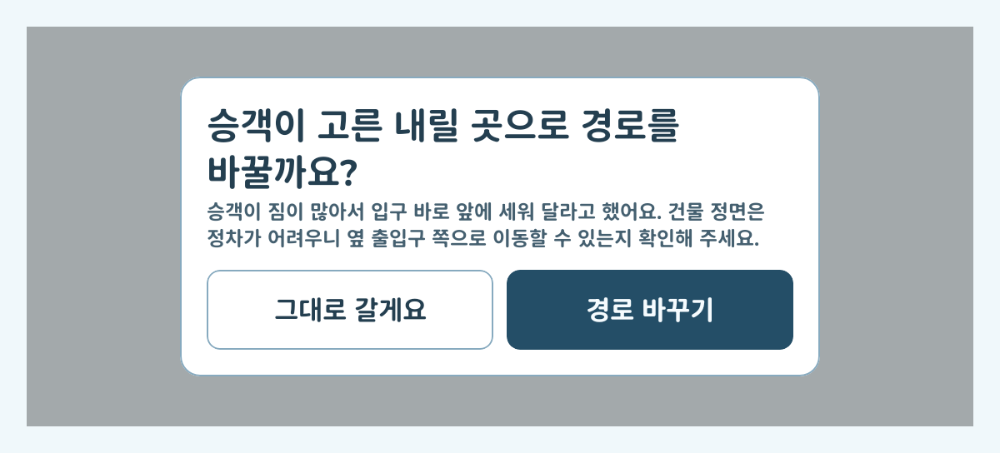 승객이 고른 내릴 곳으로 경로를
바꿀까요?
승객이 짐이 많아서 입구 바로 앞에 세워 달라고 했어요. 건물 정면은
정차가 어려우니 옆 출입구 쪽으로 이동할 수 있는지 확인해 주세요.
그대로 갈게요
경로 바꾸기